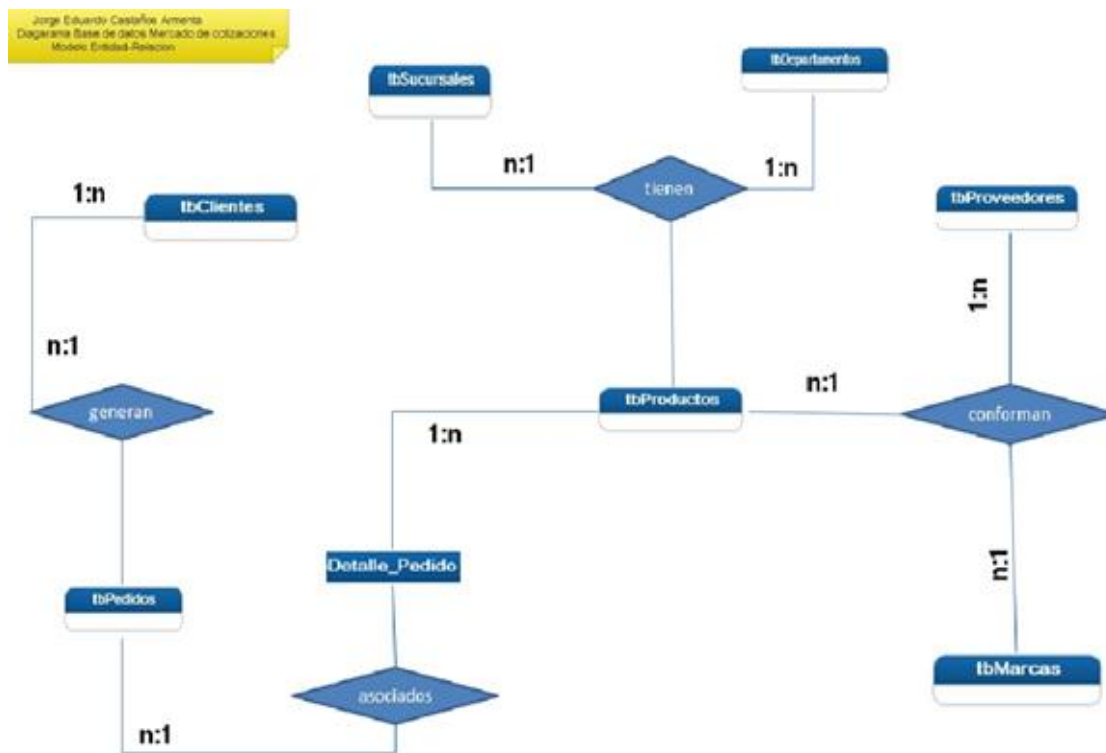 Jorge Eduardo Castaños Armenta
Diagarama Base de datos Mercado de cotizaciones
Modelo Entidad-Relacion
tbSucursales
tbDepartamentos
n:1
tienen
1:n
1:n
tbClientes
tbProveedores
1:n
n:1
generan
tbProductos
n:1
conforman
1:n
n:1
Detalle_Pedido
tbPedidos
tbMarcas
asociados
n:1